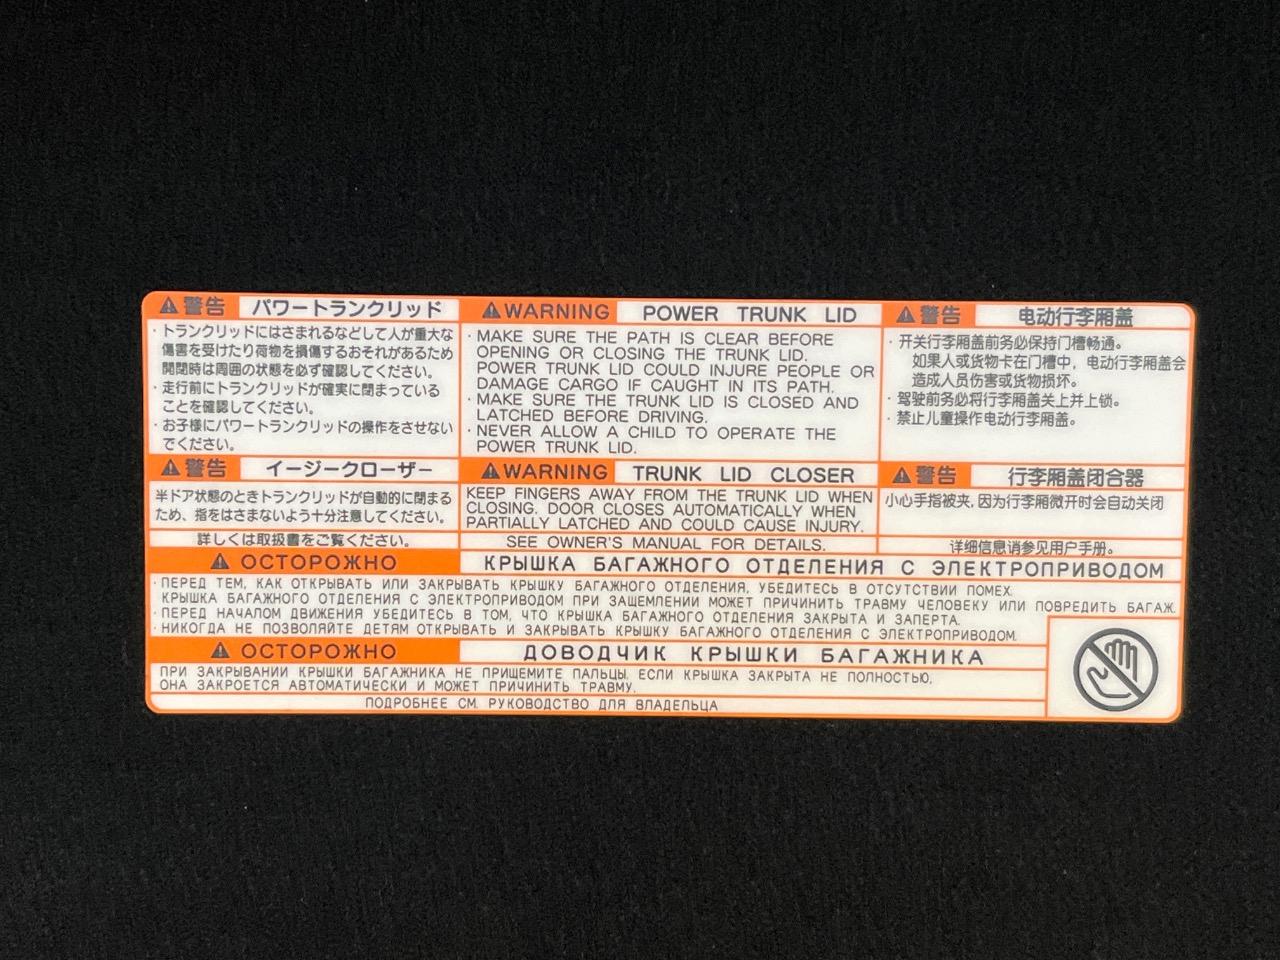 警告 パワートランクリッド
・トランクリッドにはさまれるなどして人が重大な
傷害を受けたり荷物を損傷するおそれがあるため
開閉時は周囲の状態を必ず確認してください。
・走行前にトランクリッドが確実に閉まっている
ことを確認してください。
・お子様にパワートランクリッドの操作をさせない
でください。
警告 イージークローザー
半ドア状態のときトランクリッドが自動的に閉まる
ため、指をはさまないよう十分注意してください。
詳しくは取扱書をご覧ください。
WARNING POWER TRUNK LID
・MAKE SURE THE PATH IS CLEAR BEFORE
OPENING OR CLOSING THE TRUNK LID.
POWER TRUNK LID COULD INJURE PEOPLE OR
DAMAGE CARGO IF CAUGHT IN ITS PATH.
・MAKE SURE THE TRUNK LID IS CLOSED AND
LATCHED BEFORE DRIVING.
・NEVER ALLOW A CHILD TO OPERATE THE
POWER TRUNK LID.
WARNING TRUNK LID CLOSER
KEEP FINGERS AWAY FROM THE TRUNK LID WHEN
CLOSING. DOOR CLOSES AUTOMATICALLY WHEN
PARTIALLY LATCHED AND COULD CAUSE INJURY.
SEE OWNER'S MANUAL FOR DETAILS.
警告 电动行李厢盖
・开关行李厢盖前务必保持门槽畅通。
如果人或货物卡在门槽中，电动行李厢盖会
造成人员伤害或货物损坏。
・驾驶前务必将行李厢盖关上并上锁。
・禁止儿童操作电动行李厢盖。
警告 行李厢盖闭合器
小心手指被夹,因为行李厢微开时会自动关闭
详细信息请参见用户手册。
ОСТОРОЖНО КРЫШКА БАГАЖНОГО ОТДЕЛЕНИЯ С ЭЛЕКТРОПРИВОДОМ
・ПЕРЕД ТЕМ, КАК ОТКРЫВАТЬ ИЛИ ЗАКРЫВАТЬ КРЫШКУ БАГАЖНОГО ОТДЕЛЕНИЯ, УБЕДИТЕСЬ В ОТСУТСТВИИ ПОМЕХ.
КРЫШКА БАГАЖНОГО ОТДЕЛЕНИЯ С ЭЛЕКТРОПРИВОДОМ ПРИ ЗАЩЕМЛЕНИИ МОЖЕТ ПРИЧИНИТЬ ТРАВМУ ЧЕЛОВЕКУ ИЛИ ПОВРЕДИТЬ БАГАЖ.
・ПЕРЕД НАЧАЛОМ ДВИЖЕНИЯ УБЕДИТЕСЬ В ТОМ, ЧТО КРЫШКА БАГАЖНОГО ОТДЕЛЕНИЯ ЗАКРЫТА И ЗАПЕРТА.
・НИКОГДА НЕ ПОЗВОЛЯЙТЕ ДЕТЯМ ОТКРЫВАТЬ И ЗАКРЫВАТЬ КРЫШКУ БАГАЖНОГО ОТДЕЛЕНИЯ С ЭЛЕКТРОПРИВОДОМ.
ОСТОРОЖНО ДОВОДЧИК КРЫШКИ БАГАЖНИКА
ПРИ ЗАКРЫВАНИИ КРЫШКИ БАГАЖНИКА НЕ ПРИЩЕМИТЕ ПАЛЬЦЫ. ЕСЛИ КРЫШКА ЗАКРЫТА НЕ ПОЛНОСТЬЮ,
ОНА ЗАКРОЕТСЯ АВТОМАТИЧЕСКИ И МОЖЕТ ПРИЧИНИТЬ ТРАВМУ.
ПОДРОБНЕЕ СМ. РУКОВОДСТВО ДЛЯ ВЛАДЕЛЬЦА